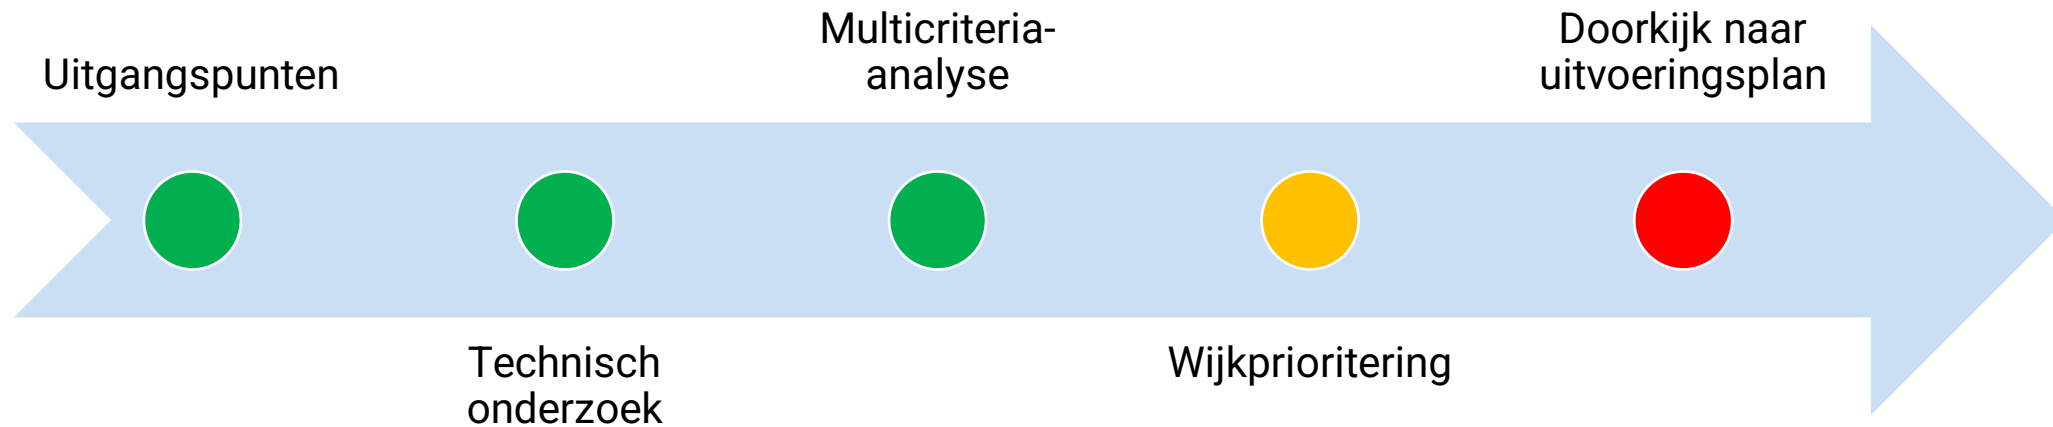 Uitgangspunten
Technisch
onderzoek
Multicriteria-
analyse
Wijkprioritering
Doorkijk naar
uitvoeringsplan